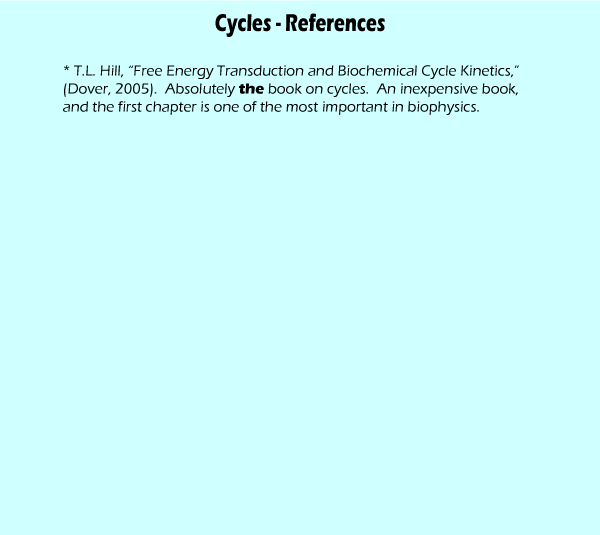 Cycles - References
* T.L. Hill, “Free Energy Transduction and Biochemical Cycle Kinetics,”
(Dover, 2005).  Absolutely the book on cycles.  An inexpensive book,
and the first chapter is one of the most important in biophysics.